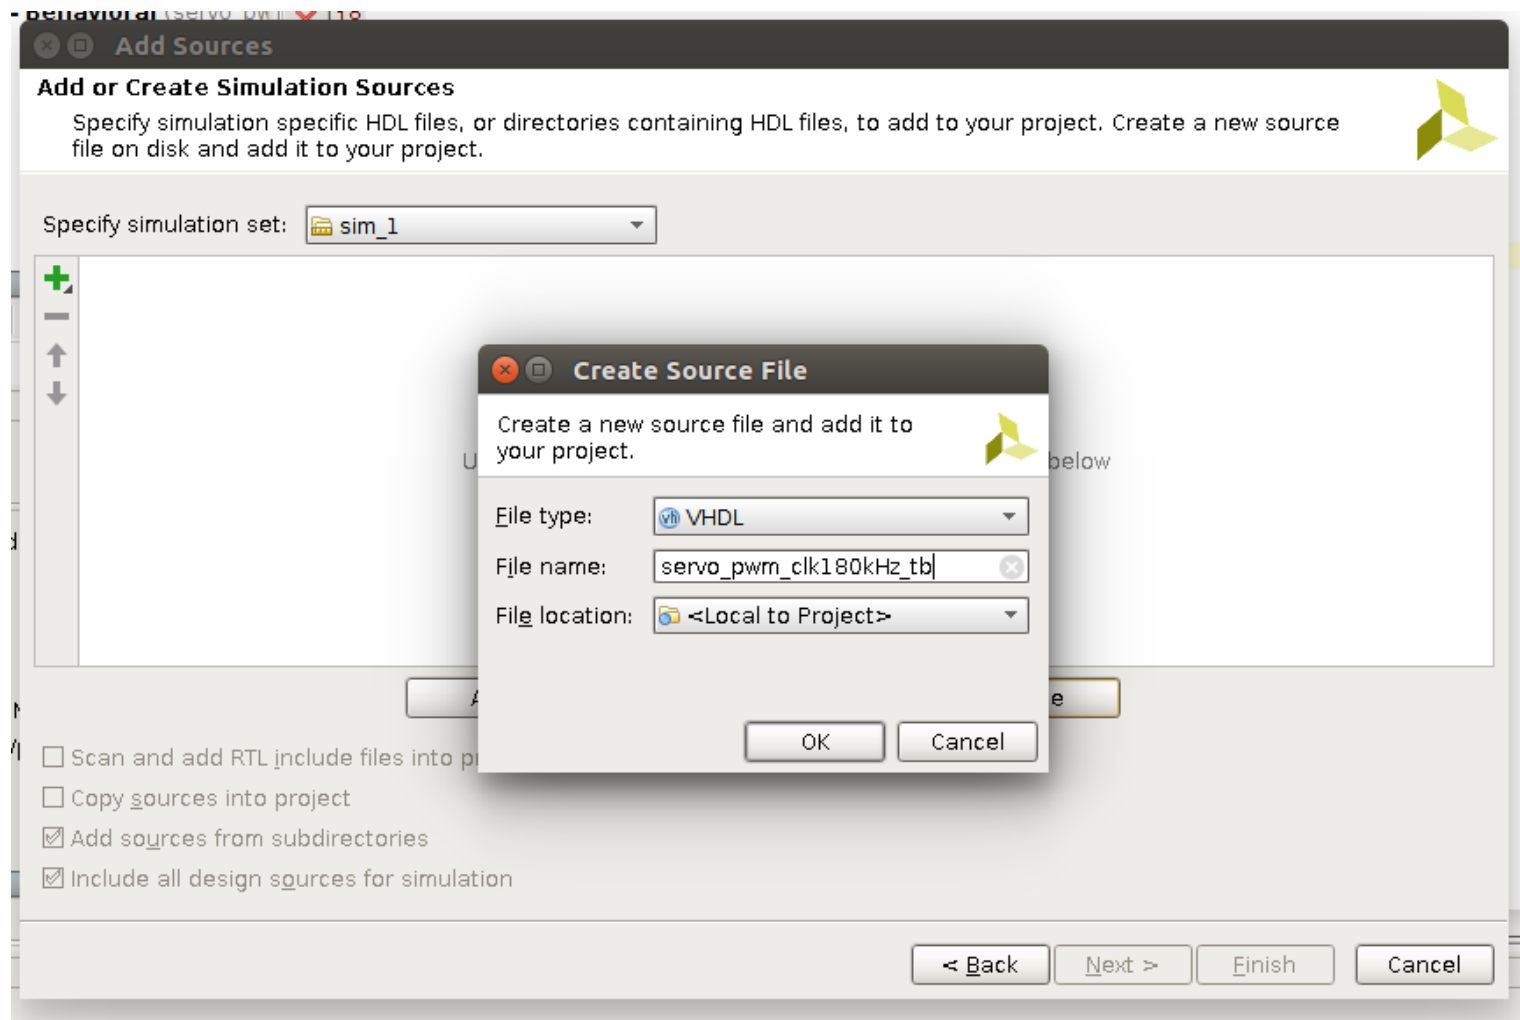 Behavioral (servo_pw
Add Sources
Add or Create Simulation Sources
Specify simulation specific HDL files, or directories containing HDL files, to add to your project. Create a new source
file on disk and add it to your project.
Specify simulation set: sim_1
Create Source File
Create a new source file and add it to
your project.
below
File type: VHDL
File name: servo_pwm_clk180kHz_tb
File location: <Local to Project>
OK Cancel
Scan and add RTL include files into
Copy sources into project
Add sources from subdirectories
Include all design sources for simulation
< Back Next > Finish Cancel